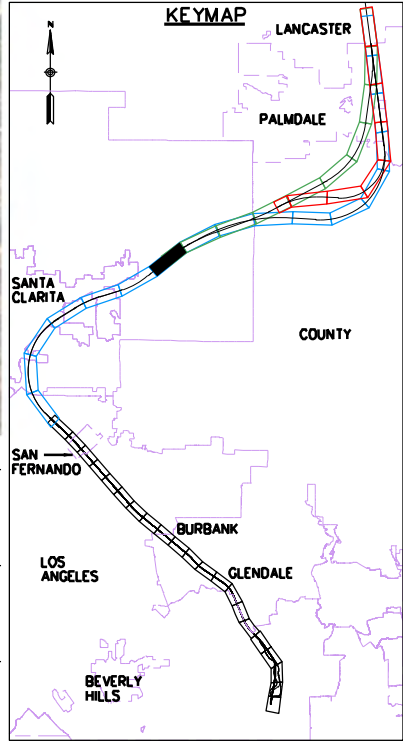 KEYMAP
N
LANCASTER
PALMDALE
SANTA
CLARITA
COUNTY
SAN
FERNANDO
BURBANK
LOS
ANGELES
GLENDALE
BEVERLY
HILLS